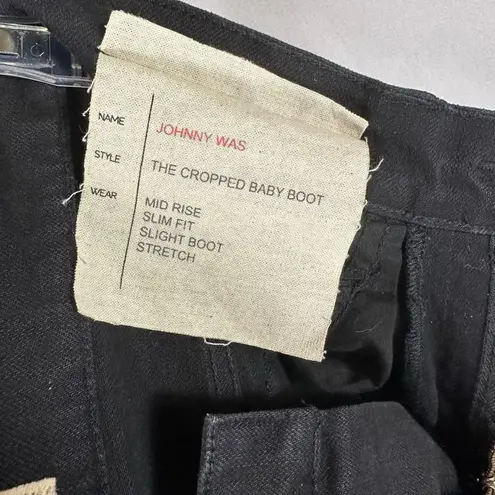 NAME JOHNNY WAS
STYLE THE CROPPED BABY BOOT
WEAR MID RISE
SLIM FIT
SLIGHT BOOT
STRETCH